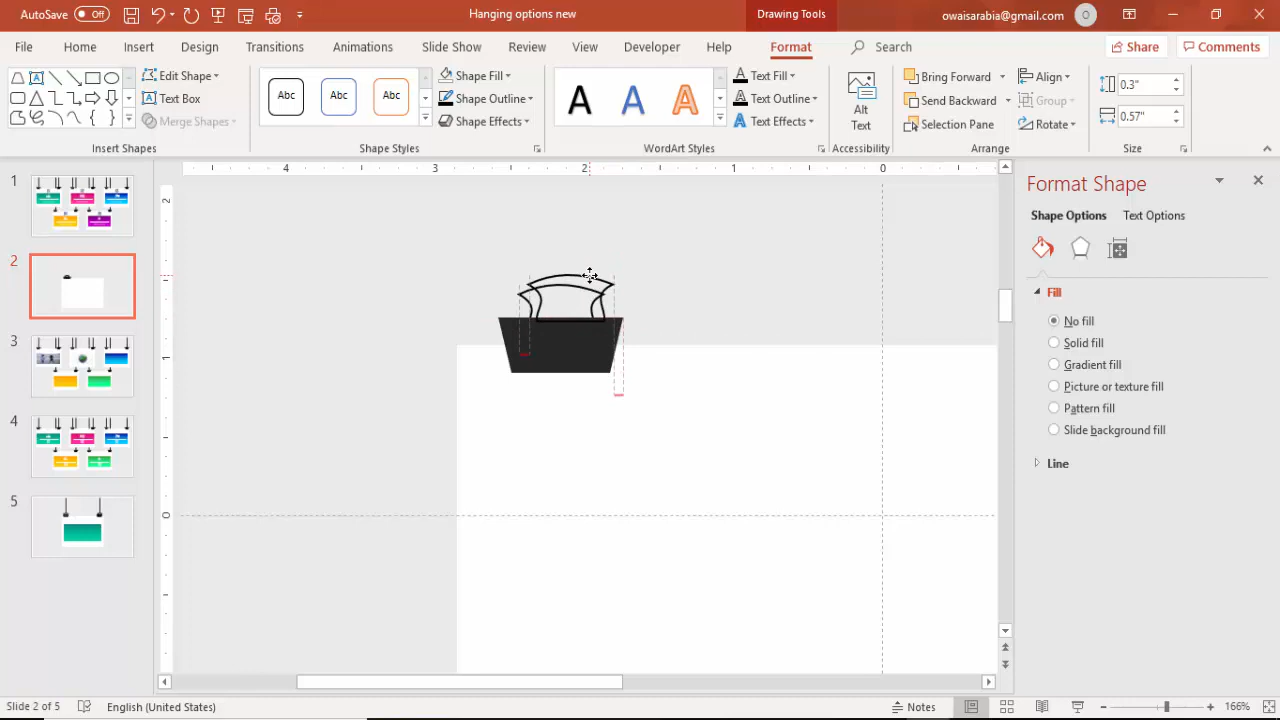 AutoSave Off
Hanging options new
Drawing Tools
owaisarabia@gmail.com
O
File Home Insert Design Transitions Animations Slide Show Review View Developer Help Format Search
Share Comments
Edit Shape
Text Box
Merge Shapes
Insert Shapes
Abc Abc Abc
Shape Fill
Shape Outline
Shape Effects
Shape Styles
A A A
Text Fill
Text Outline
Text Effects
WordArt Styles
Alt
Text
Accessibility
Bring Forward
Send Backward
Selection Pane
Align
Group
Rotate
Arrange
0.3"
0.57"
Size
4 3 2 1 0
2
1
0
1
2
3
4
5
Format Shape
Shape Options Text Options
Fill
No fill
Solid fill
Gradient fill
Picture or texture fill
Pattern fill
Slide background fill
Line
Slide 2 of 5
English (United States)
Notes
166%